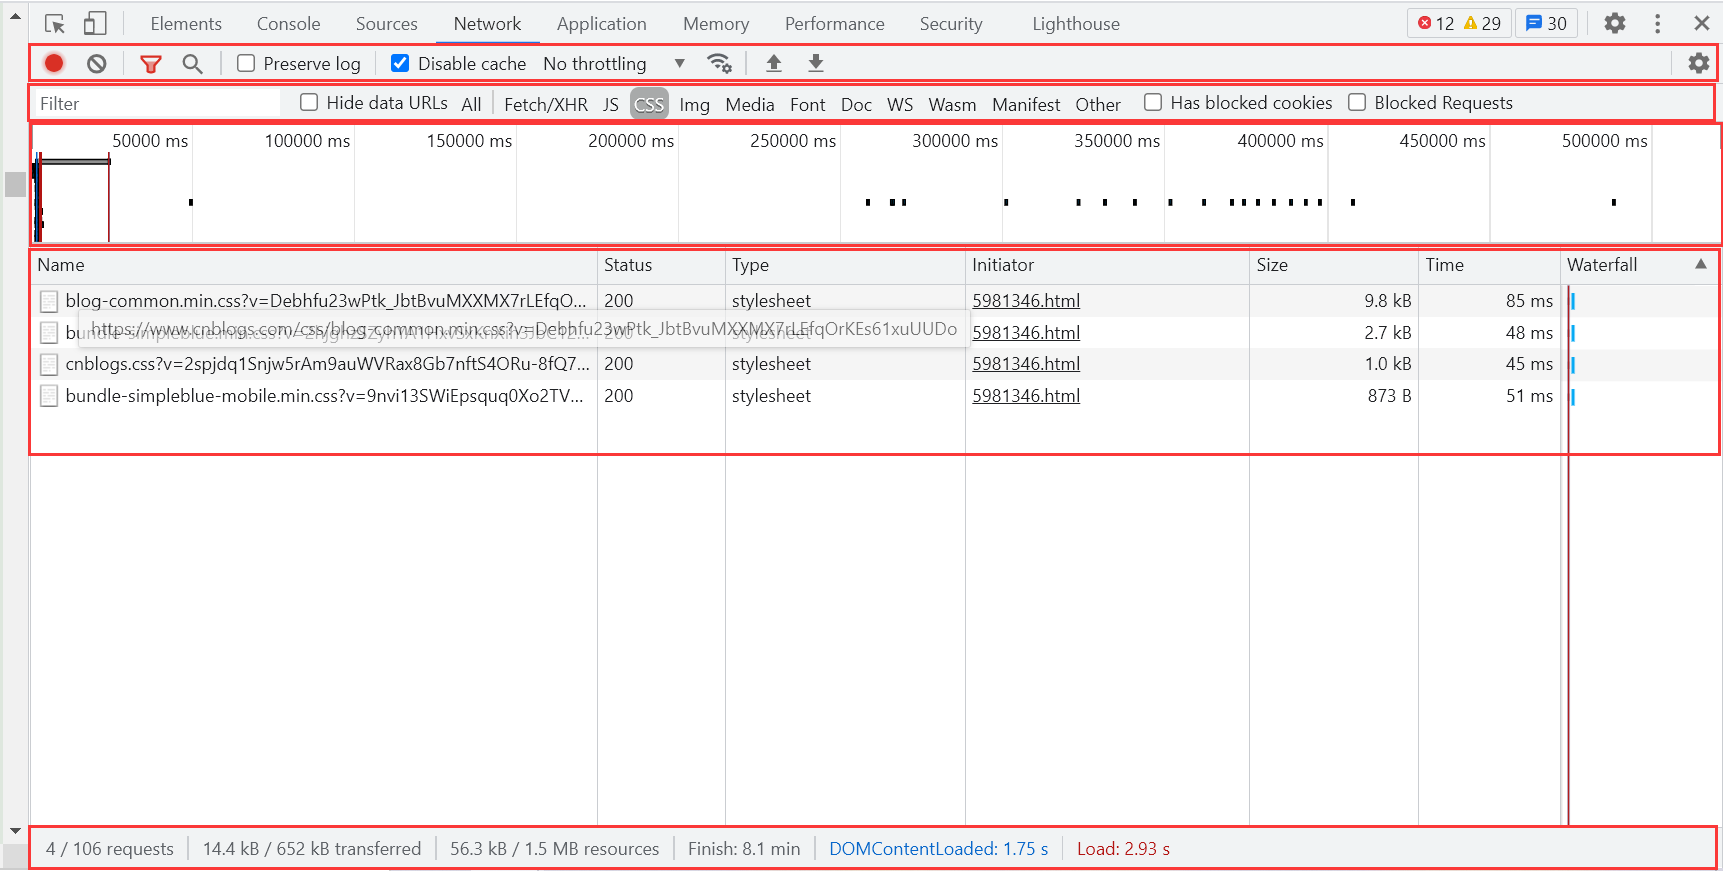 Elements Console Sources Network Application Memory Performance Security Lighthouse 12 29 30
Preserve log Disable cache No throttling
Filter Hide data URLs All Fetch/XHR JS CSS Img Media Font Doc WS Wasm Manifest Other Has blocked cookies Blocked Requests
50000 ms 100000 ms 150000 ms 200000 ms 250000 ms 300000 ms 350000 ms 400000 ms 450000 ms 500000 ms
Name Status Type Initiator Size Time Waterfall
blog-common.min.css?v=Debhfu23wPtk_JbtBvuMXXMX7rLEfqO... 200 stylesheet 5981346.html 9.8 kB 85 ms
https://www.cnblogs.com/css/blog-common.min.css?v=Debhfu23wPtk_JbtBvuMXXMX7rLEfqOrKEs61xuUUDo
200 stylesheet 5981346.html 2.7 kB 48 ms
cnblogs.css?v=2spjdq1Snjw5rAm9auWVRax8Gb7nftS4ORu-8fQ7... 200 stylesheet 5981346.html 1.0 kB 45 ms
bundle-simpleblue-mobile.min.css?v=9nvi13SWiEpsquq0Xo2TV... 200 stylesheet 5981346.html 873 B 51 ms
4 / 106 requests 14.4 kB / 652 kB transferred 56.3 kB / 1.5 MB resources Finish: 8.1 min DOMContentLoaded: 1.75 s Load: 2.93 s